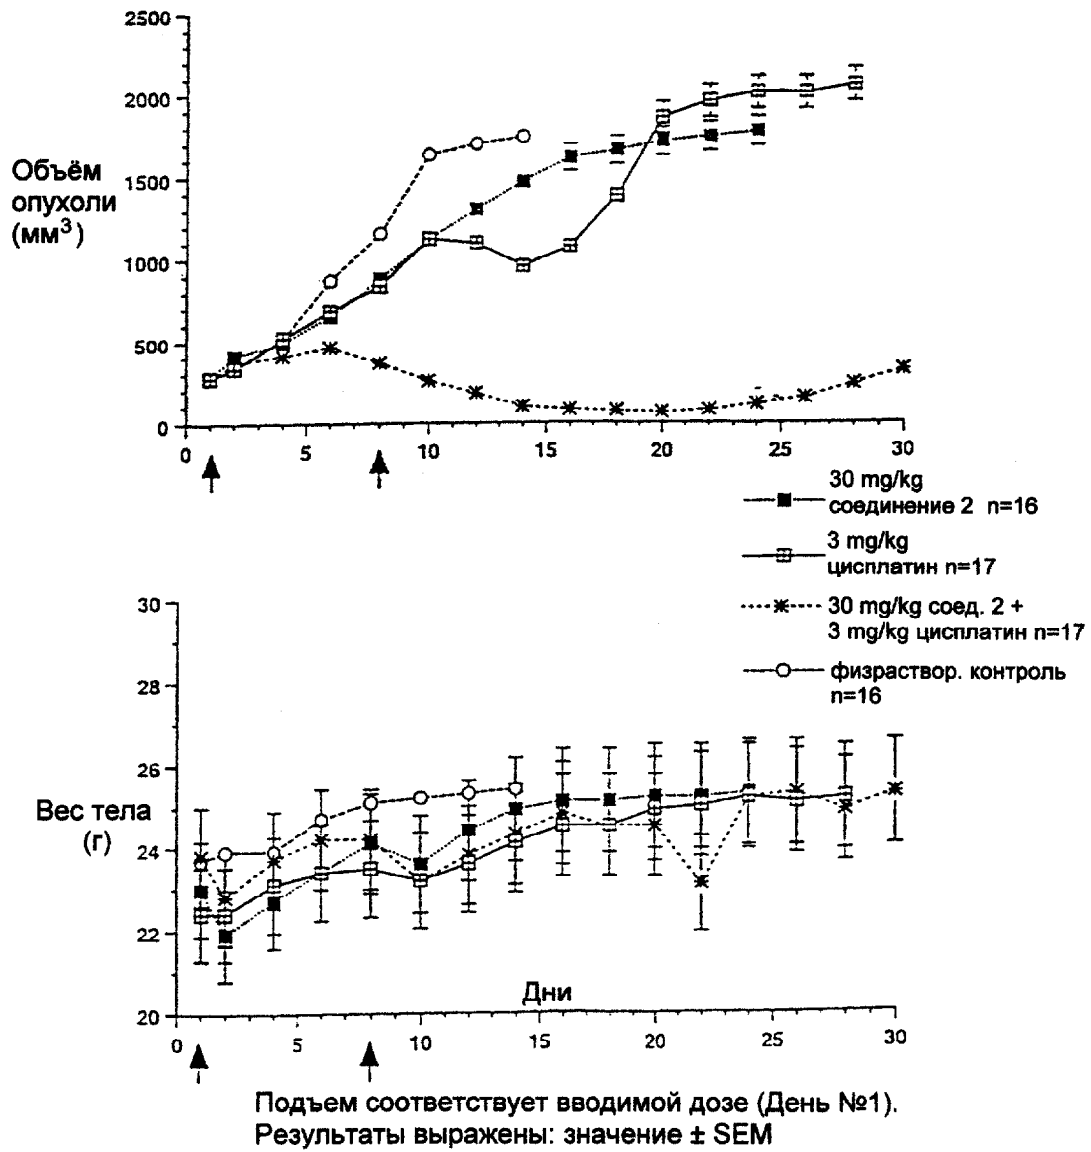 2500
2000
1500
1000
500
0
Объём
опухоли
(мм³)
0 5 10 15 20 25 30
30 mg/kg
соединение 2 n=16
3 mg/kg
цисплатин n=17
30 mg/kg соед. 2 +
3 mg/kg цисплатин n=17
физраствор. контроль
n=16
30
28
26
24
22
20
Вес тела
(г)
Дни
0 5 10 15 20 25 30
Подъем соответствует вводимой дозе (День №1).
Результаты выражены: значение ± SEM